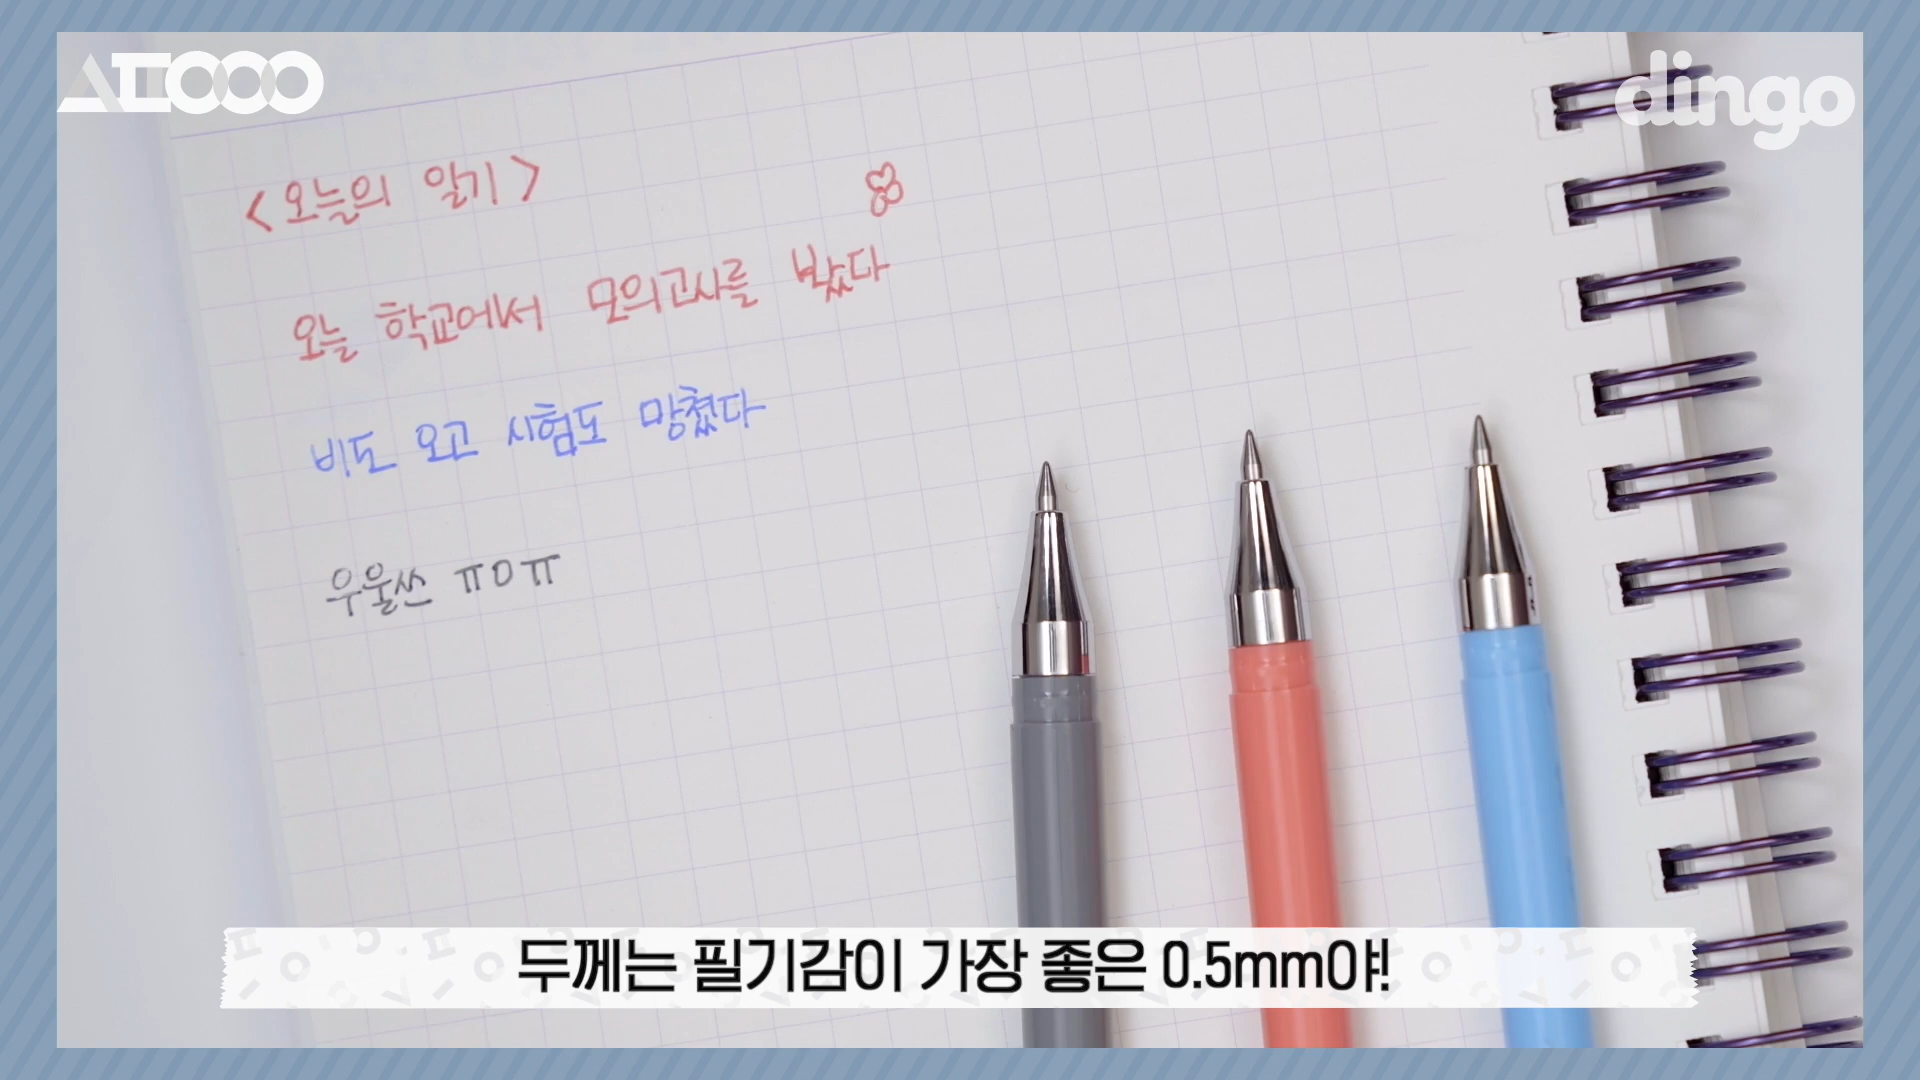 dingo
<오늘의 일기>
오늘 학교에서 모의고사를 봤다
비도 오고 시험도 망쳤다
우울쓰 ㅠㅁㅠ
두께는 필기감이 가장 좋은 0.5mm야!